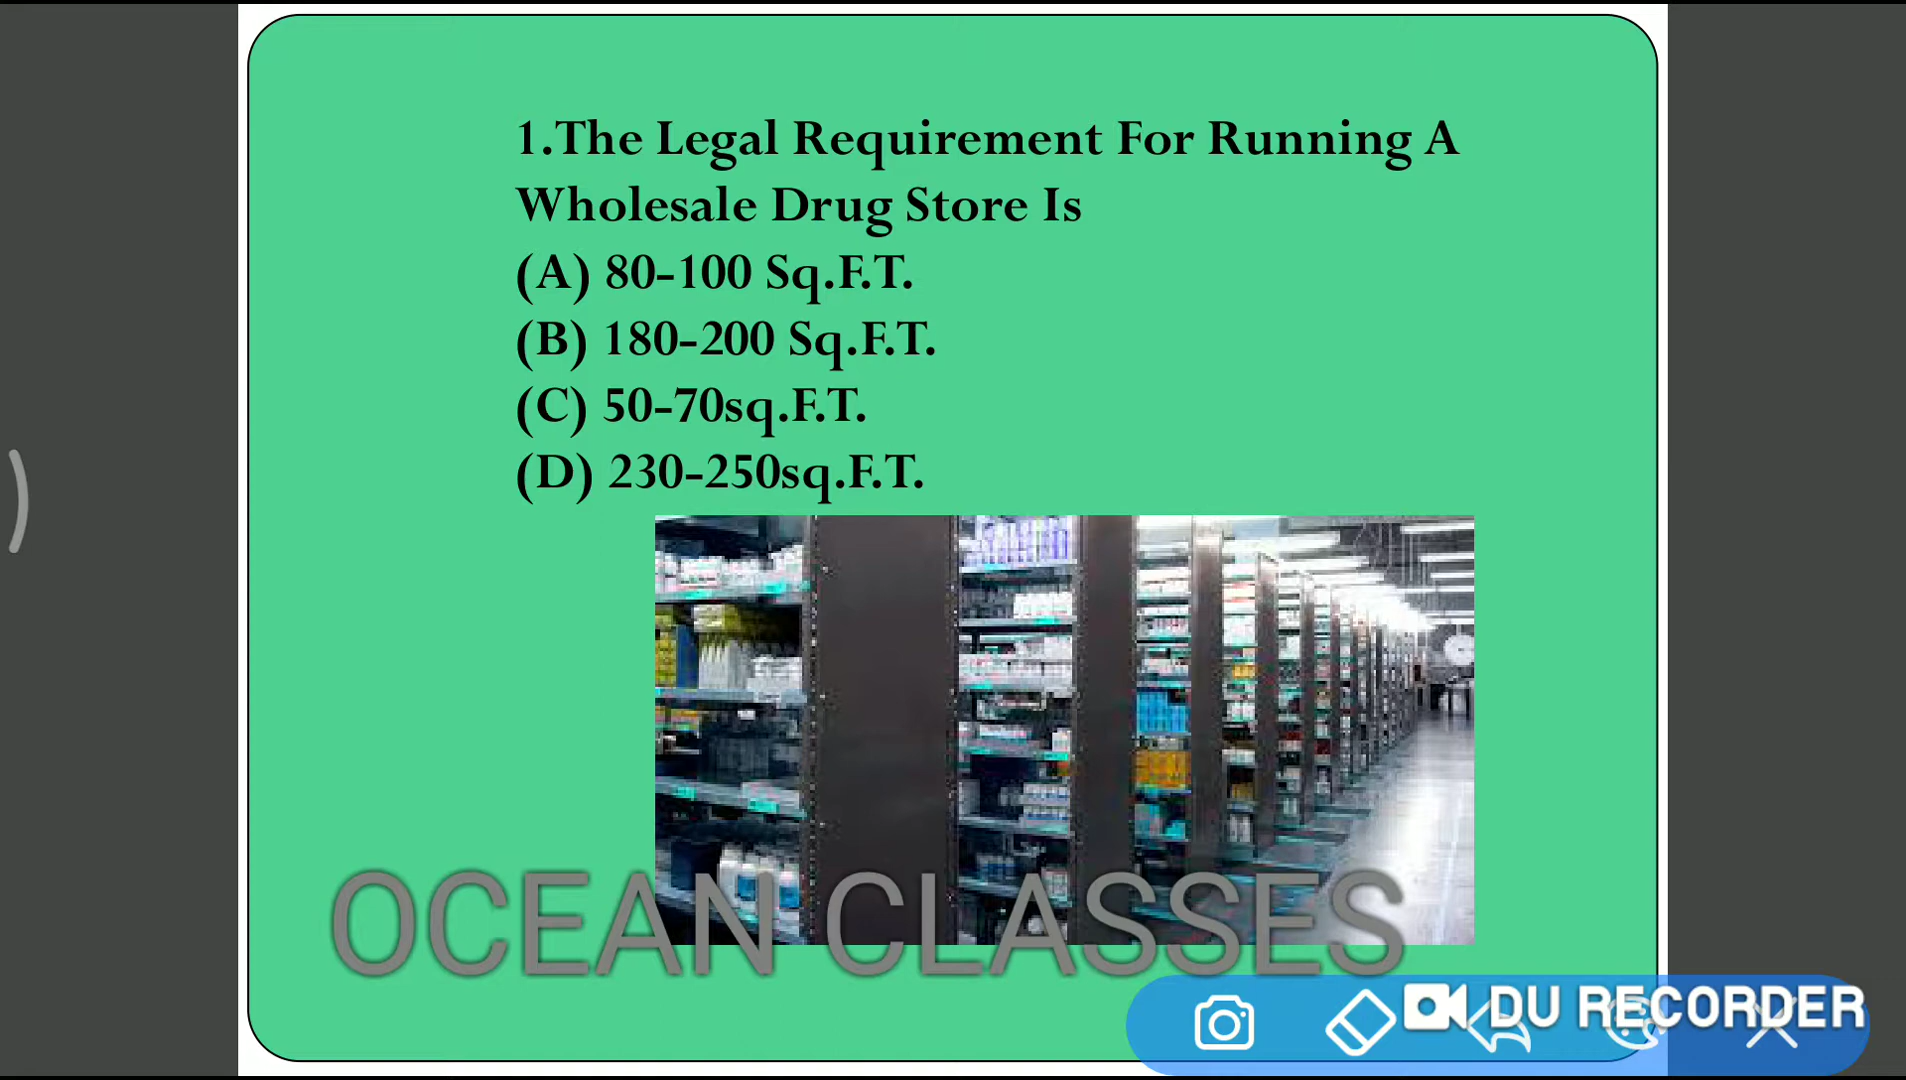 1.The Legal Requirement For Running A
Wholesale Drug Store Is
(A) 80-100 Sq.F.T.
(B) 180-200 Sq.F.T.
(C) 50-70sq.F.T.
(D) 230-250sq.F.T.
OCEAN CLASSES
DU RECORDER